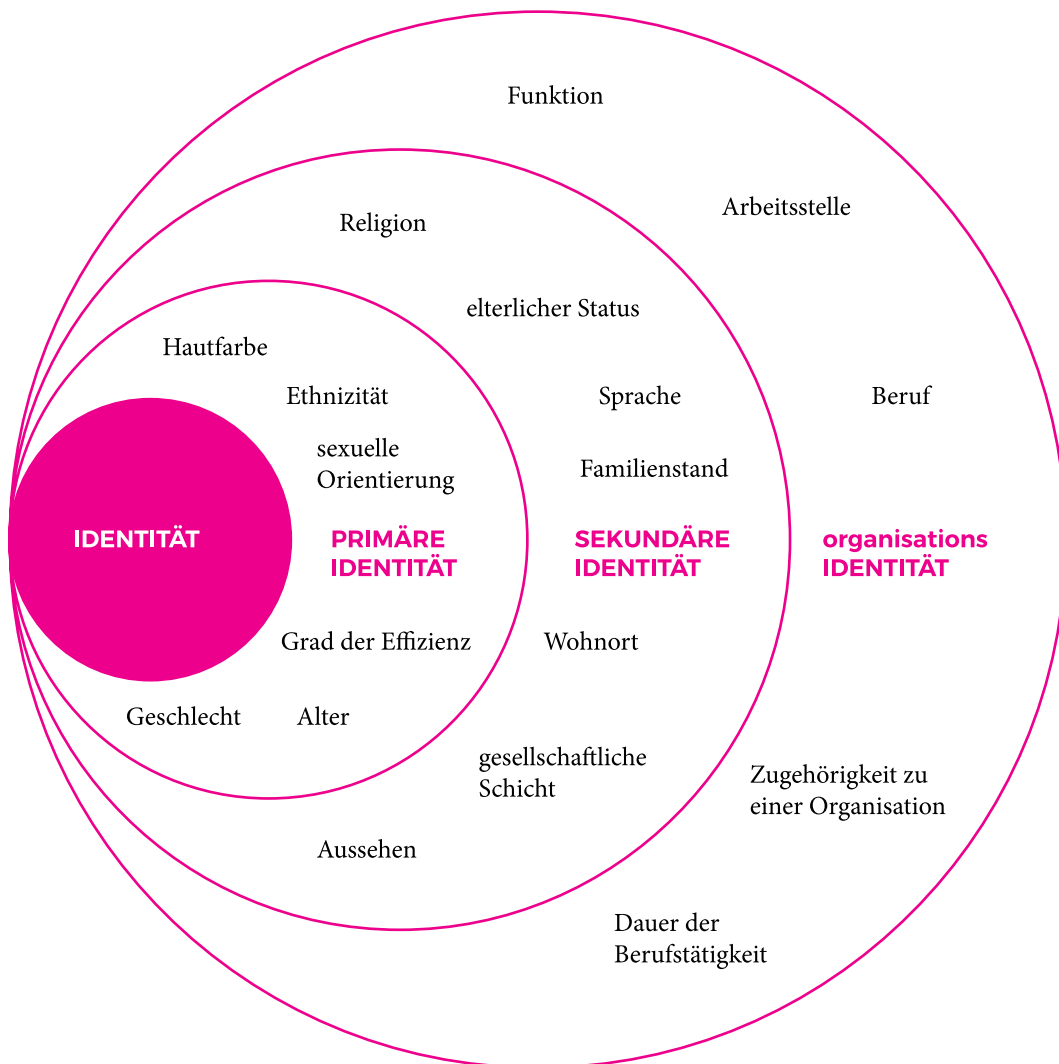 Funktion
Arbeitsstelle
Religion
elterlicher Status
Hautfarbe
Ethnizität
Sprache
Beruf
sexuelle
Orientierung
Familienstand
IDENTITÄT
PRIMÄRE
IDENTITÄT
SEKUNDÄRE
IDENTITÄT
organisations
IDENTITÄT
Grad der Effizienz
Wohnort
Geschlecht
Alter
gesellschaftliche
Schicht
Zugehörigkeit zu
einer Organisation
Aussehen
Dauer der
Berufstätigkeit